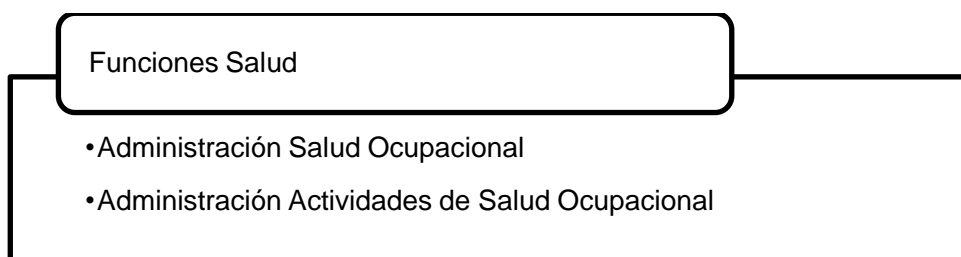 Funciones Salud
•Administración Salud Ocupacional
•Administración Actividades de Salud Ocupacional